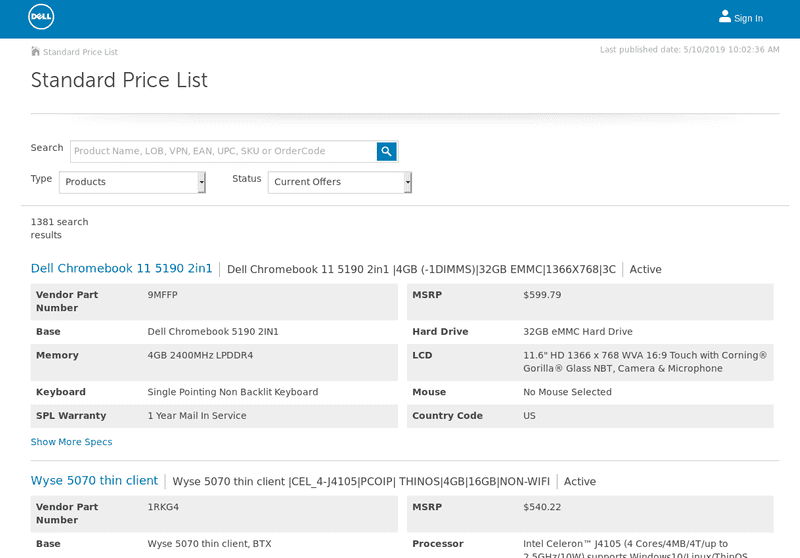 DELL
Sign In
Standard Price List
Last published date: 5/10/2019 10:02:36 AM
Standard Price List
Search
Product Name, LOB, VPN, EAN, UPC, SKU or OrderCode
Type
Products
Status
Current Offers
1381 search
results
Dell Chromebook 11 5190 2in1 Dell Chromebook 11 5190 2in1 |4GB (-1DIMMS)|32GB EMMC|1366X768|3C Active
Vendor Part
Number
9MFFP
MSRP
$599.79
Base
Dell Chromebook 5190 2IN1
Hard Drive
32GB eMMC Hard Drive
Memory
4GB 2400MHz LPDDR4
LCD
11.6" HD 1366 x 768 WVA 16:9 Touch with Corning®
Gorilla® Glass NBT, Camera & Microphone
Keyboard
Single Pointing Non Backlit Keyboard
Mouse
No Mouse Selected
SPL Warranty
1 Year Mail In Service
Country Code
US
Show More Specs
Wyse 5070 thin client Wyse 5070 thin client |CEL_4-J4105|PCOIP| THINOS|4GB|16GB|NON-WIFI Active
Vendor Part
Number
1RKG4
MSRP
$540.22
Base
Wyse 5070 thin client, BTX
Processor
Intel Celeron™ J4105 (4 Cores/4MB/4T/up to
2.5GHz/10W) supports Windows10/Linux/ThinOS